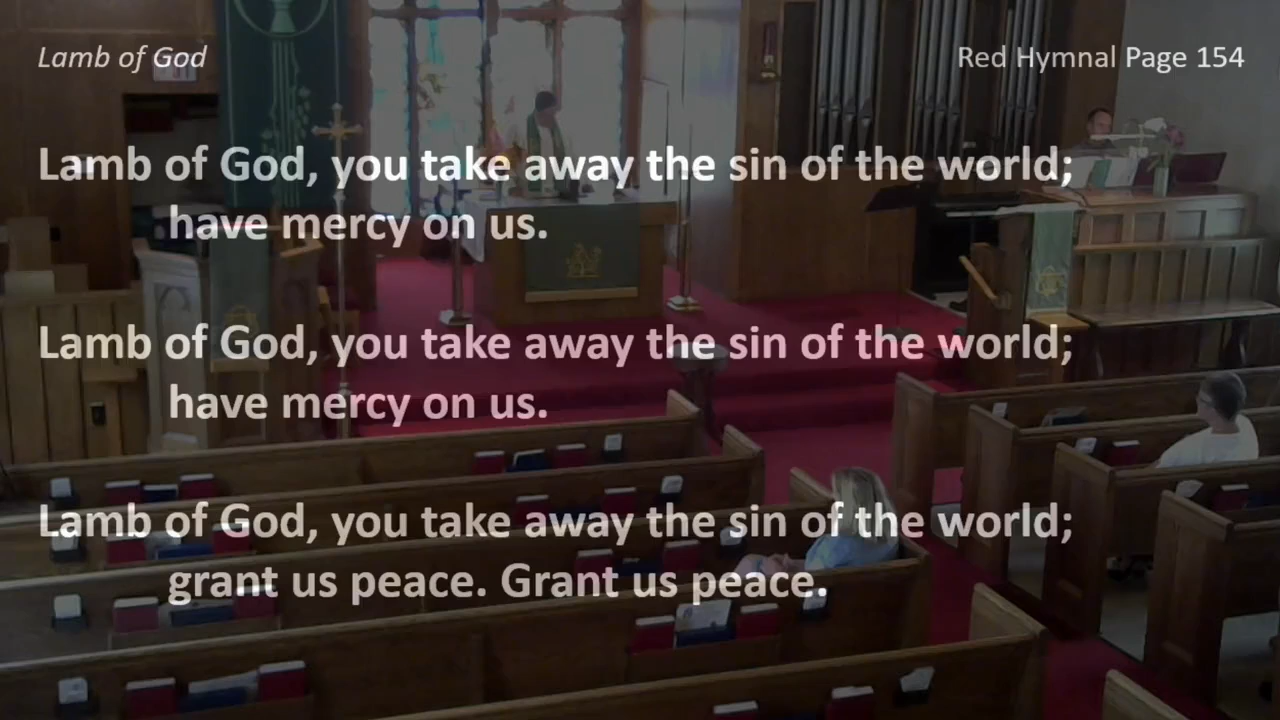 Lamb of God
Red Hymnal Page 154
Lamb of God, you take away the sin of the world;
have mercy on us.
Lamb of God, you take away the sin of the world;
have mercy on us.
Lamb of God, you take away the sin of the world;
grant us peace. Grant us peace.